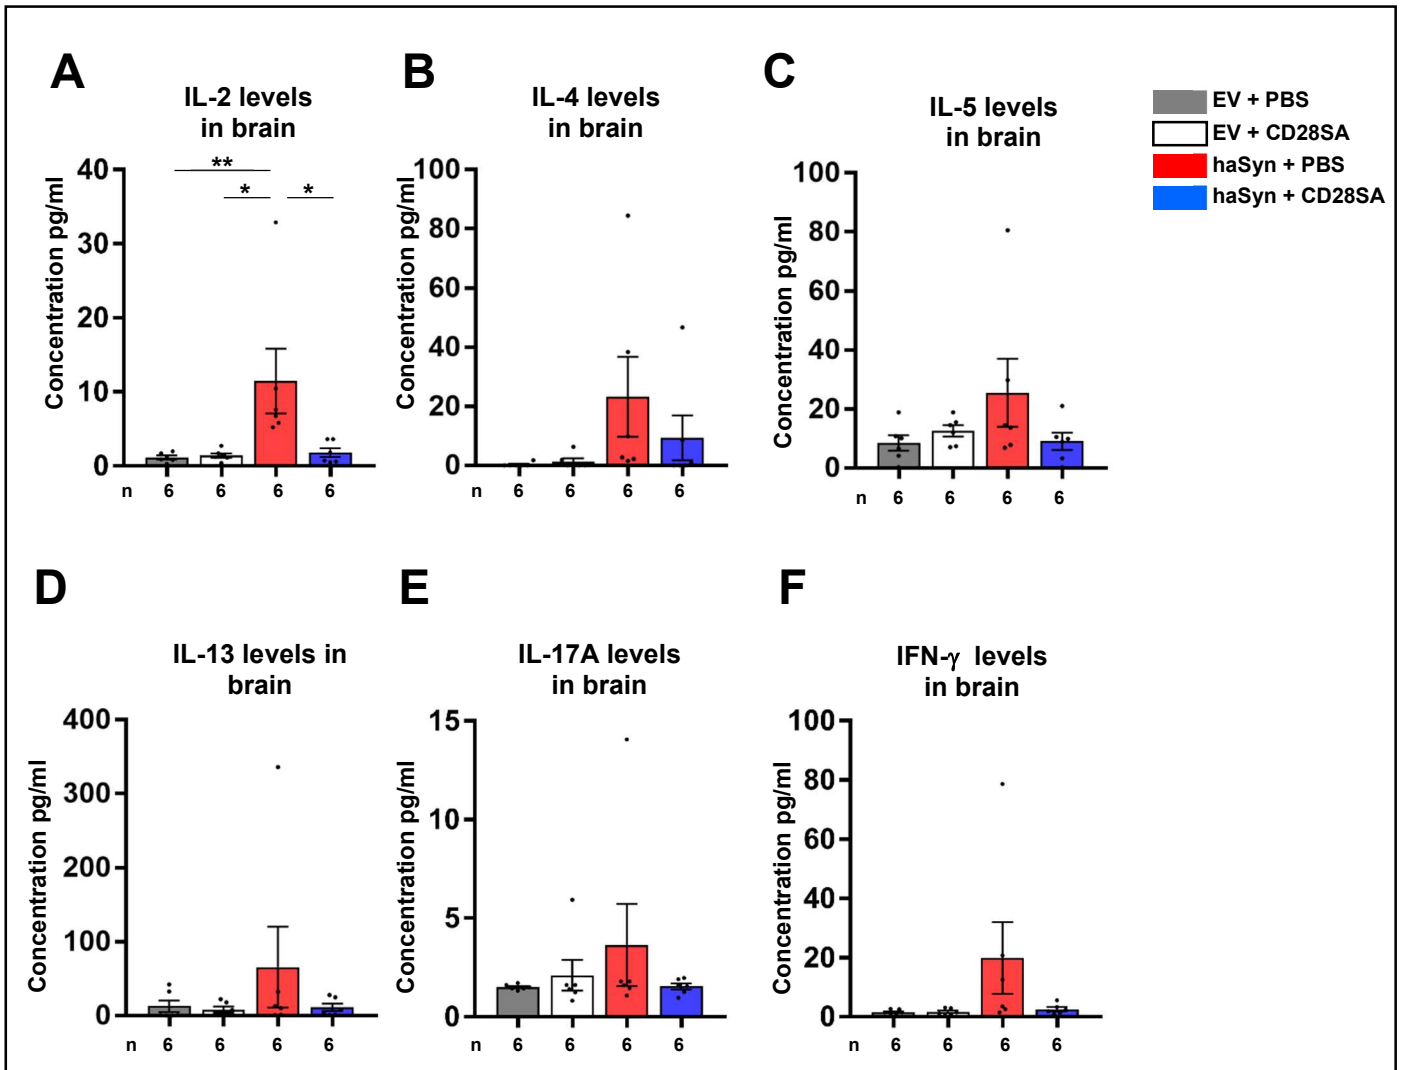 A
IL-2 levels
in brain
Concentration pg/ml
40
30
20
10
0
**
*
*
n 6 6 6 6
B
IL-4 levels
in brain
Concentration pg/ml
100
80
60
40
20
0
n 6 6 6 6
C
IL-5 levels
in brain
Concentration pg/ml
100
80
60
40
20
0
n 6 6 6 6
EV + PBS
EV + CD28SA
haSyn + PBS
haSyn + CD28SA
D
IL-13 levels in
brain
Concentration pg/ml
400
300
200
100
0
n 6 6 6 6
E
IL-17A levels
in brain
Concentration pg/ml
15
10
5
0
n 6 6 6 6
F
IFN-γ levels
in brain
Concentration pg/ml
100
80
60
40
20
0
n 6 6 6 6